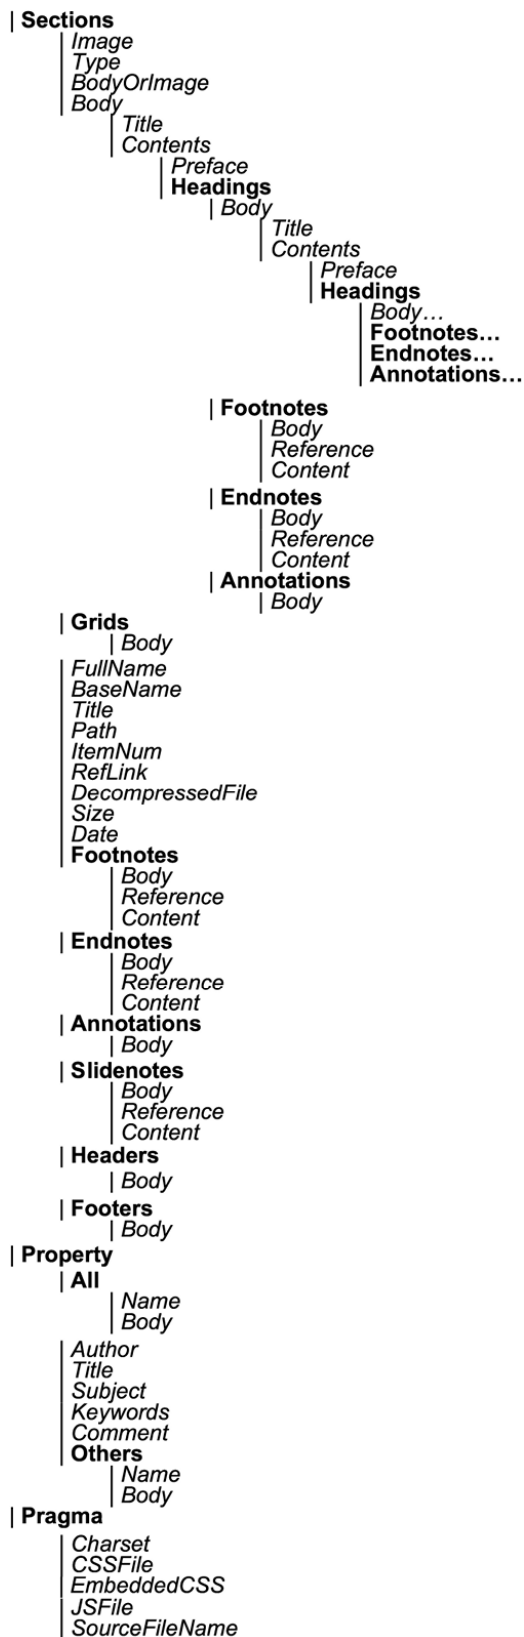 Sections
Image
Type
BodyOrImage
Body
Title
Contents
Preface
Headings
Body
Title
Contents
Preface
Headings
Body…
Footnotes…
Endnotes…
Annotations…
Footnotes
Body
Reference
Content
Endnotes
Body
Reference
Content
Annotations
Body
Grids
Body
FullName
BaseName
Title
Path
ItemNum
RefLink
DecompressedFile
Size
Date
Footnotes
Body
Reference
Content
Endnotes
Body
Reference
Content
Annotations
Body
Slidenotes
Body
Reference
Content
Headers
Body
Footers
Body
Property
All
Name
Body
Author
Title
Subject
Keywords
Comment
Others
Name
Body
Pragma
Charset
CSSFile
EmbeddedCSS
JSFile
SourceFileName